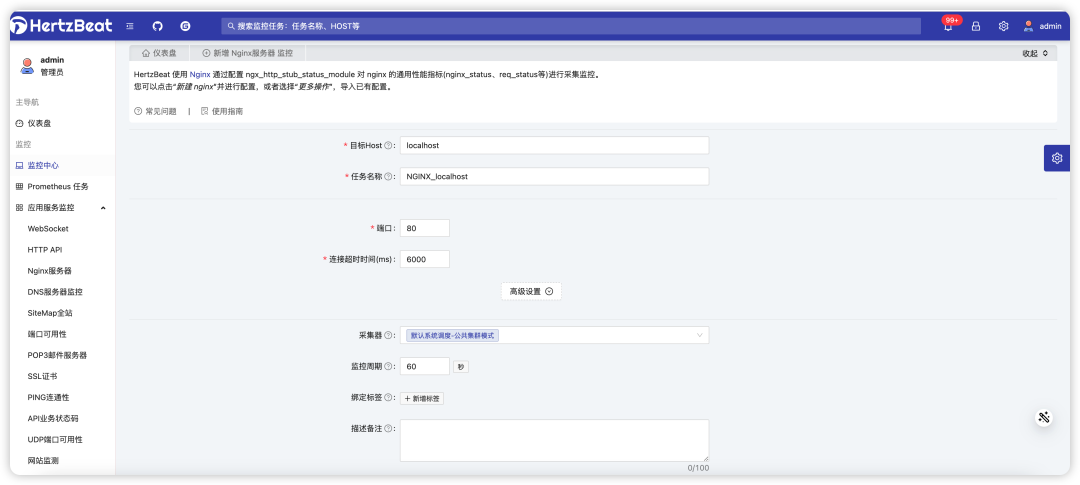 HertzBeat
搜索监控任务：任务名称、HOST等
99+
admin
admin
管理员
仪表盘
新增 Nginx服务器 监控
收起
HertzBeat 使用 Nginx 通过配置 ngx_http_stub_status_module 对 nginx 的通用性能指标(nginx_status、req_status等)进行采集监控。
您可以点击“新建 nginx”并进行配置，或者选择“更多操作”，导入已有配置。
常见问题 | 使用指南
主导航
仪表盘
监控
监控中心
Prometheus 任务
应用服务监控
WebSocket
HTTP API
Nginx服务器
DNS服务器监控
SiteMap全站
端口可用性
POP3邮件服务器
SSL证书
PING连通性
API业务状态码
UDP端口可用性
网站监测
* 目标Host : localhost
* 任务名称 : NGINX_localhost
* 端口 : 80
* 连接超时时间(ms) : 6000
高级设置
采集器 : 默认系统调度-公共集群模式
监控周期 : 60 秒
绑定标签 : + 新增标签
描述备注 :
0/100